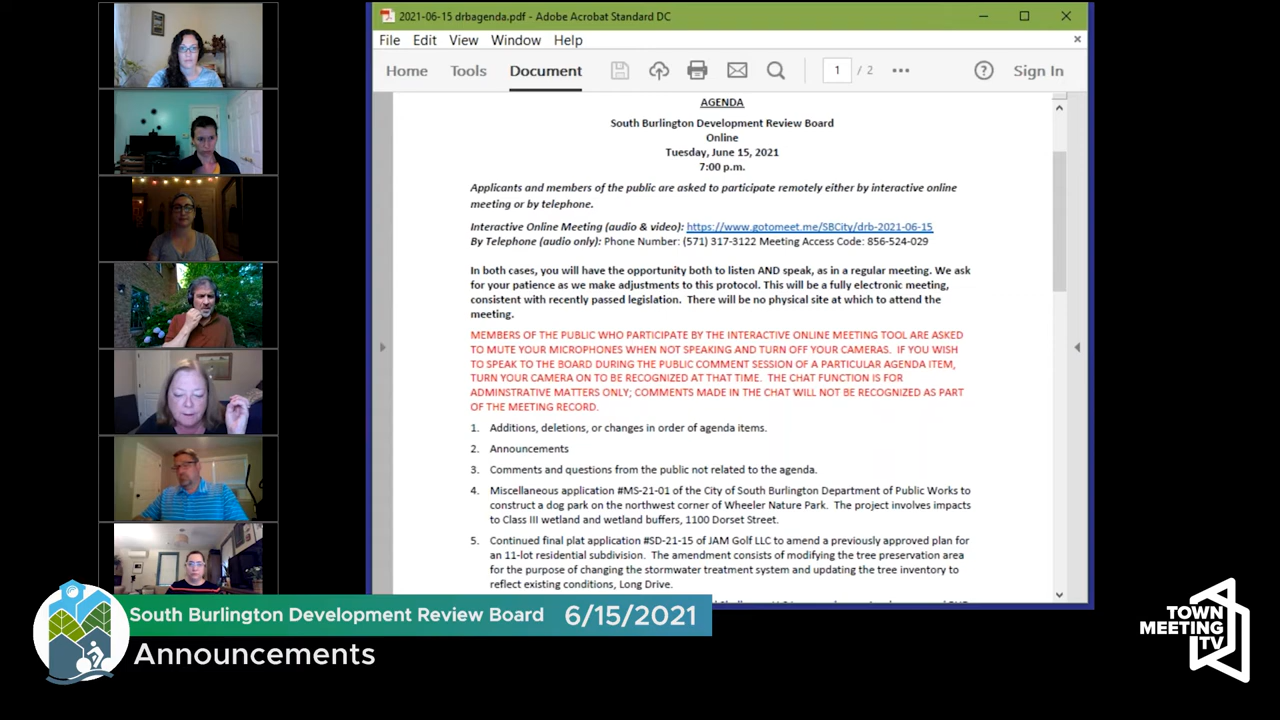 2021-06-15 drbagenda.pdf - Adobe Acrobat Standard DC
File Edit View Window Help
Home Tools Document 1 / 2 Sign In
AGENDA
South Burlington Development Review Board
Online
Tuesday, June 15, 2021
7:00 p.m.
Applicants and members of the public are asked to participate remotely either by interactive online
meeting or by telephone.
Interactive Online Meeting (audio & video): https://www.gotomeet.me/SBCity/drb-2021-06-15
By Telephone (audio only): Phone Number: (571) 317-3122 Meeting Access Code: 856-524-029
In both cases, you will have the opportunity both to listen AND speak, as in a regular meeting. We ask
for your patience as we make adjustments to this protocol. This will be a fully electronic meeting,
consistent with recently passed legislation. There will be no physical site at which to attend the
meeting.
MEMBERS OF THE PUBLIC WHO PARTICIPATE BY THE INTERACTIVE ONLINE MEETING TOOL ARE ASKED
TO MUTE YOUR MICROPHONES WHEN NOT SPEAKING AND TURN OFF YOUR CAMERAS. IF YOU WISH
TO SPEAK TO THE BOARD DURING THE PUBLIC COMMENT SESSION OF A PARTICULAR AGENDA ITEM,
TURN YOUR CAMERA ON TO BE RECOGNIZED AT THAT TIME. THE CHAT FUNCTION IS FOR
ADMINSTRATIVE MATTERS ONLY; COMMENTS MADE IN THE CHAT WILL NOT BE RECOGNIZED AS PART
OF THE MEETING RECORD.
1. Additions, deletions, or changes in order of agenda items.
2. Announcements
3. Comments and questions from the public not related to the agenda.
4. Miscellaneous application #MS-21-01 of the City of South Burlington Department of Public Works to
construct a dog park on the northwest corner of Wheeler Nature Park. The project involves impacts
to Class III wetland and wetland buffers, 1100 Dorset Street.
5. Continued final plat application #SD-21-15 of JAM Golf LLC to amend a previously approved plan for
an 11-lot residential subdivision. The amendment consists of modifying the tree preservation area
for the purpose of changing the stormwater treatment system and updating the tree inventory to
reflect existing conditions, Long Drive.
South Burlington Development Review Board 6/15/2021
Announcements
TOWN
MEETING
TV